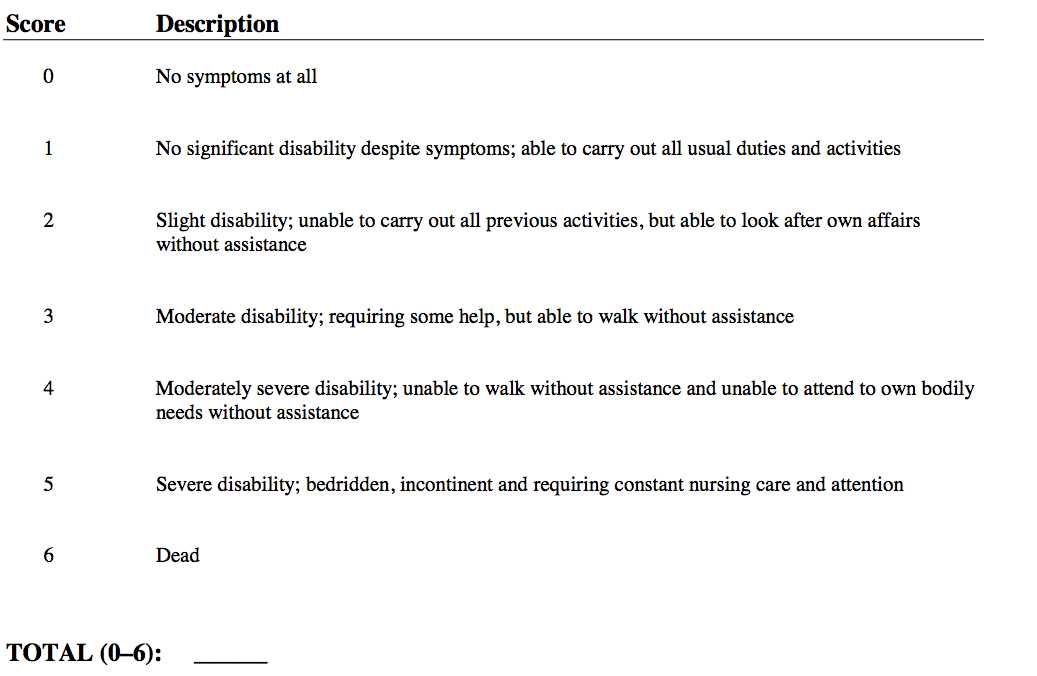 Score Description
0 No symptoms at all
1 No significant disability despite symptoms; able to carry out all usual duties and activities
2 Slight disability; unable to carry out all previous activities, but able to look after own affairs
without assistance
3 Moderate disability; requiring some help, but able to walk without assistance
4 Moderately severe disability; unable to walk without assistance and unable to attend to own bodily
needs without assistance
5 Severe disability; bedridden, incontinent and requiring constant nursing care and attention
6 Dead
TOTAL (0–6): ______